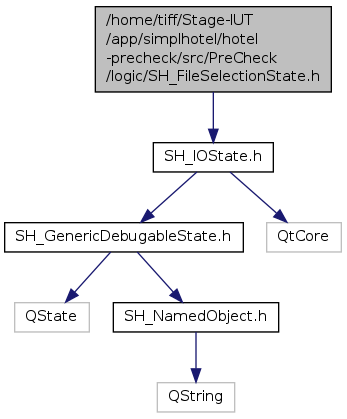 /home/tiff/Stage-IUT
/app/simplhotel/hotel
-precheck/src/PreCheck
/logic/SH_FileSelectionState.h
SH_IOState.h
SH_GenericDebugableState.h
QtCore
QState
SH_NamedObject.h
QString